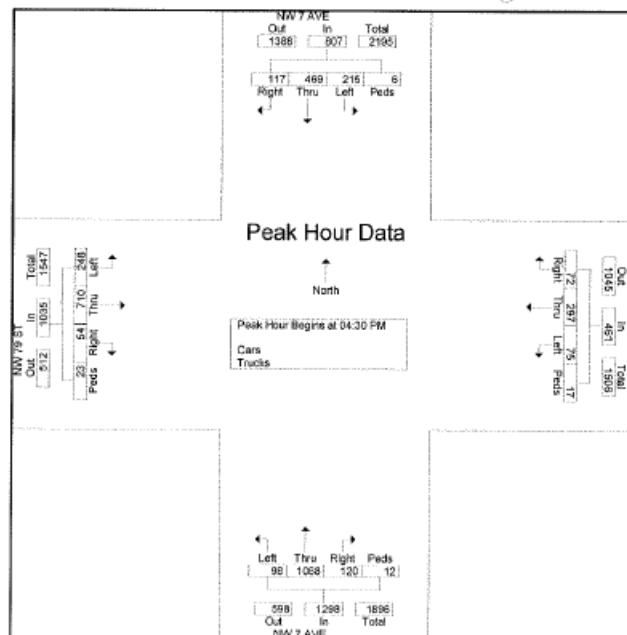 NW 7 AVE
Out In Total
1388 807 2195
117 469 215 6
Right Thru Left Peds
Peak Hour Data
North
Peak Hour Begins at 04:30 PM
Cars
Trucks
NW 79 ST
Out In Total
512 1035 1547
23 54 710 248
Peds Right Thru Left
Out In Total
1045 461 1506
72 297 75 17
Right Thru Left Peds
Left Thru Right Peds
98 1068 120 12
598 1298 1896
Out In Total
NW 7 AVE